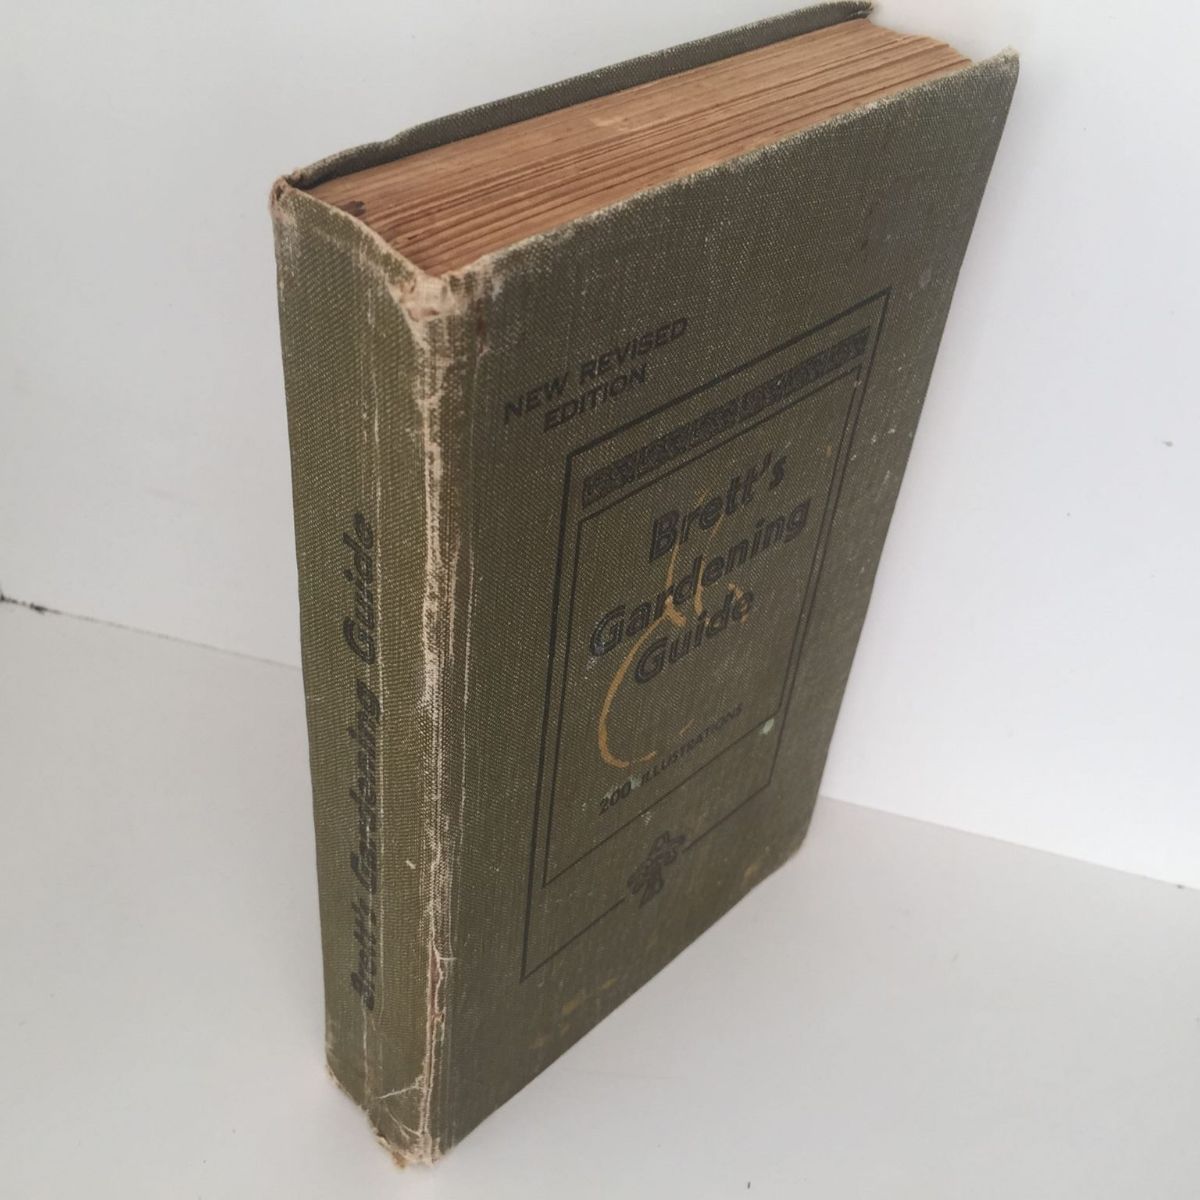 NEW REVISED
EDITION
Brett's
Gardening
Guide
200 ILLUSTRATIONS
Brett's Gardening Guide